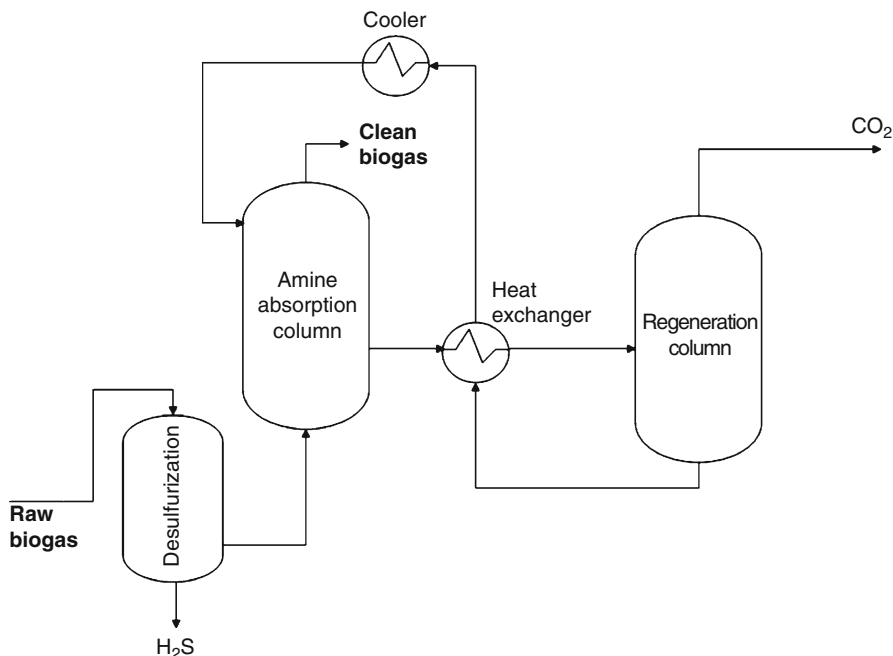 Cooler
Clean
biogas
CO₂
Amine
absorption
column
Heat
exchanger
Regeneration
column
Desulfurization
Raw
biogas
H₂S